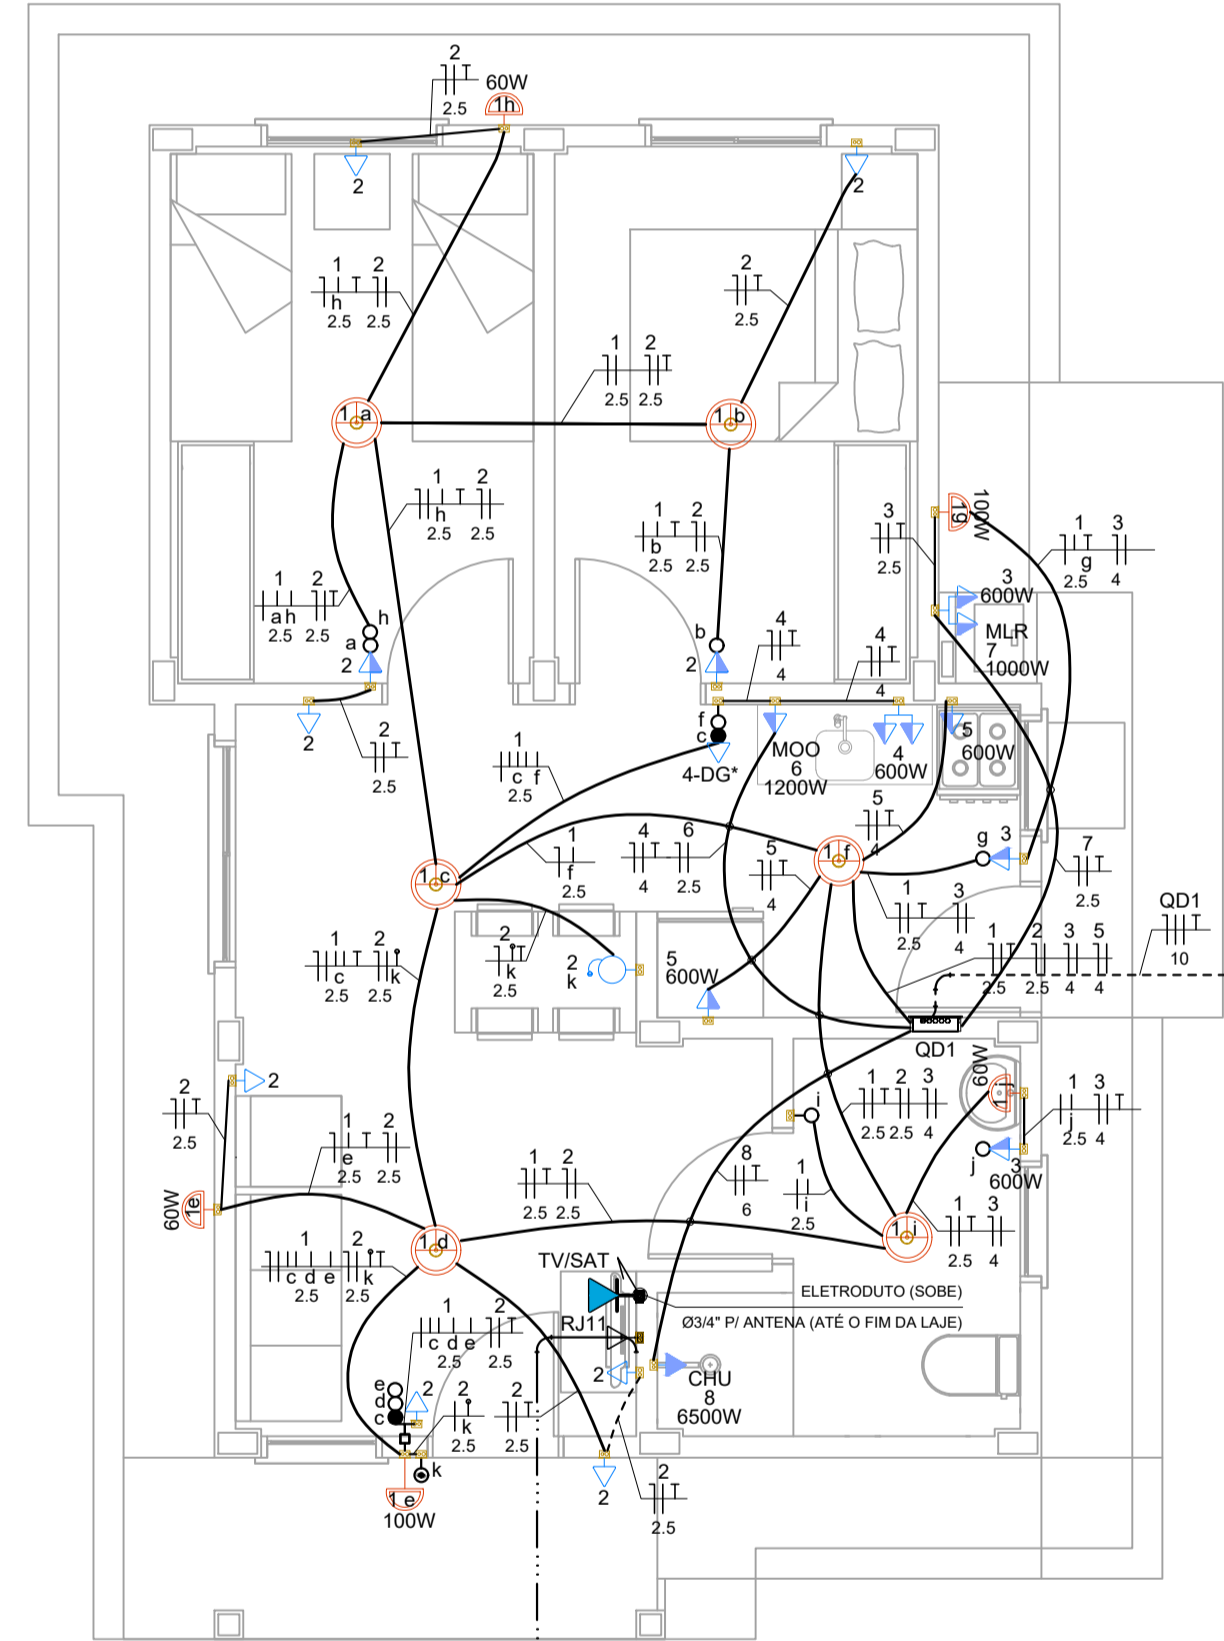 2
2.5
60W
1h
2
2
1 2
h
2.5 2.5
2
2.5
1 2
2.5 2.5
1 a
1 b
1 2
h
2.5 2.5
1 2
b
2.5 2.5
3
2.5
1g
100W
1 3
g
2.5 4
3
600W
MLR
7
1000W
1 2
a h
2.5 2.5
h
a
2
b
2
4
4
4
4
2
2
2.5
f
c
4-DG*
MOO
6
1200W
4
600W
5
600W
1
c f
2.5
1
f
2.5
4 6
4 2.5
5
4
5
4
1 f
g 3
7
2.5
1 c
1 3
2.5 4
QD1
10
1 2
c k
2.5 2.5
2
k
2.5
2
k
5
600W
1 2 3 5
2.5 2.5 4 4
QD1
2
2
2.5
60W
1 j
1 3
j
2.5 4
1 2 3
2.5 2.5 4
i
j
3
600W
1 2
e
2.5 2.5
1 2
2.5 2.5
8
6
1
i
2.5
60W
1e
1 d
1 i
1 3
2.5 4
1 2
c d e k
2.5 2.5
TV/SAT
ELETRODUTO (SOBE)
Ø3/4" P/ ANTENA (ATÉ O FIM DA LAJE)
RJ11
1 2
c d e
2.5 2.5
2
CHU
8
6500W
e
d
c
2
2
k
2.5
2
2.5
k
1 e
100W
2
2
2.5